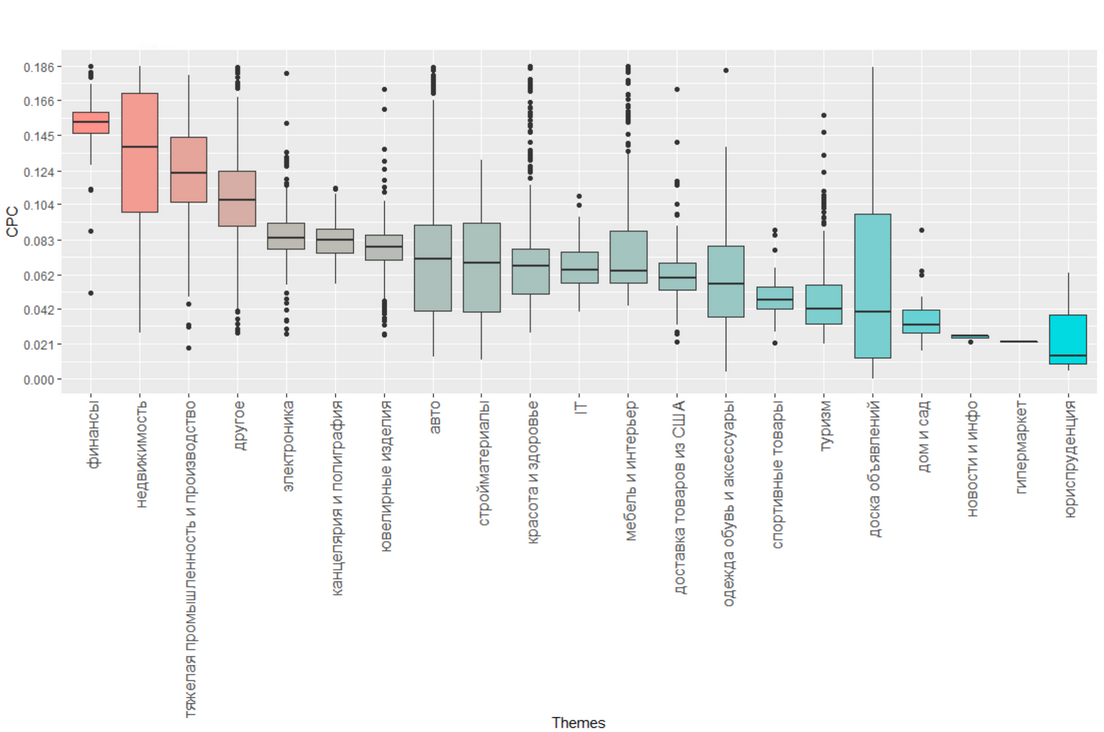 0.186
0.166
0.145
0.124
0.104
0.083
0.062
0.042
0.021
0.000
CPC
финансы
недвижимость
тяжелая промышленность и производство
другое
электроника
канцелярия и полиграфия
ювелирные изделия
авто
стройматериалы
красота и здоровье
IT
мебель и интерьер
доставка товаров из США
одежда обувь и аксессуары
спортивные товары
туризм
доска объявлений
дом и сад
новости и инфо
гипермаркет
юриспруденция
Themes